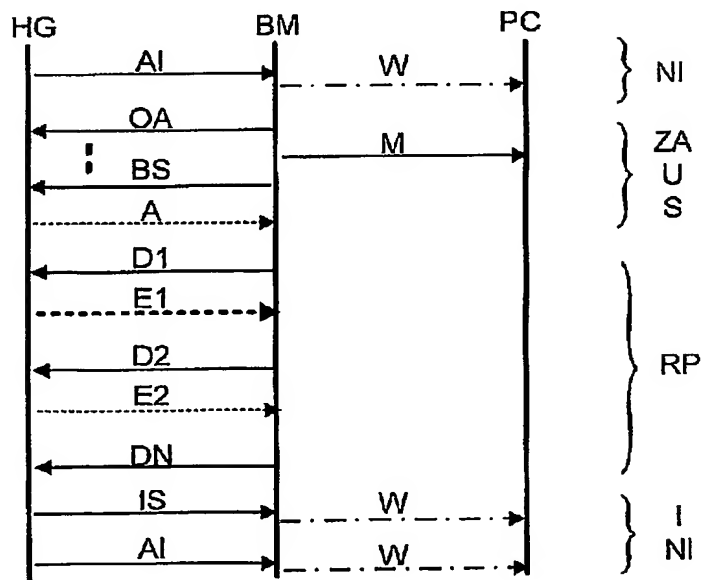 HG BM PC
AI W NI
OA
M ZA
BS U
A S
D1
E1
D2 RP
E2
DN
IS W I
AI W NI